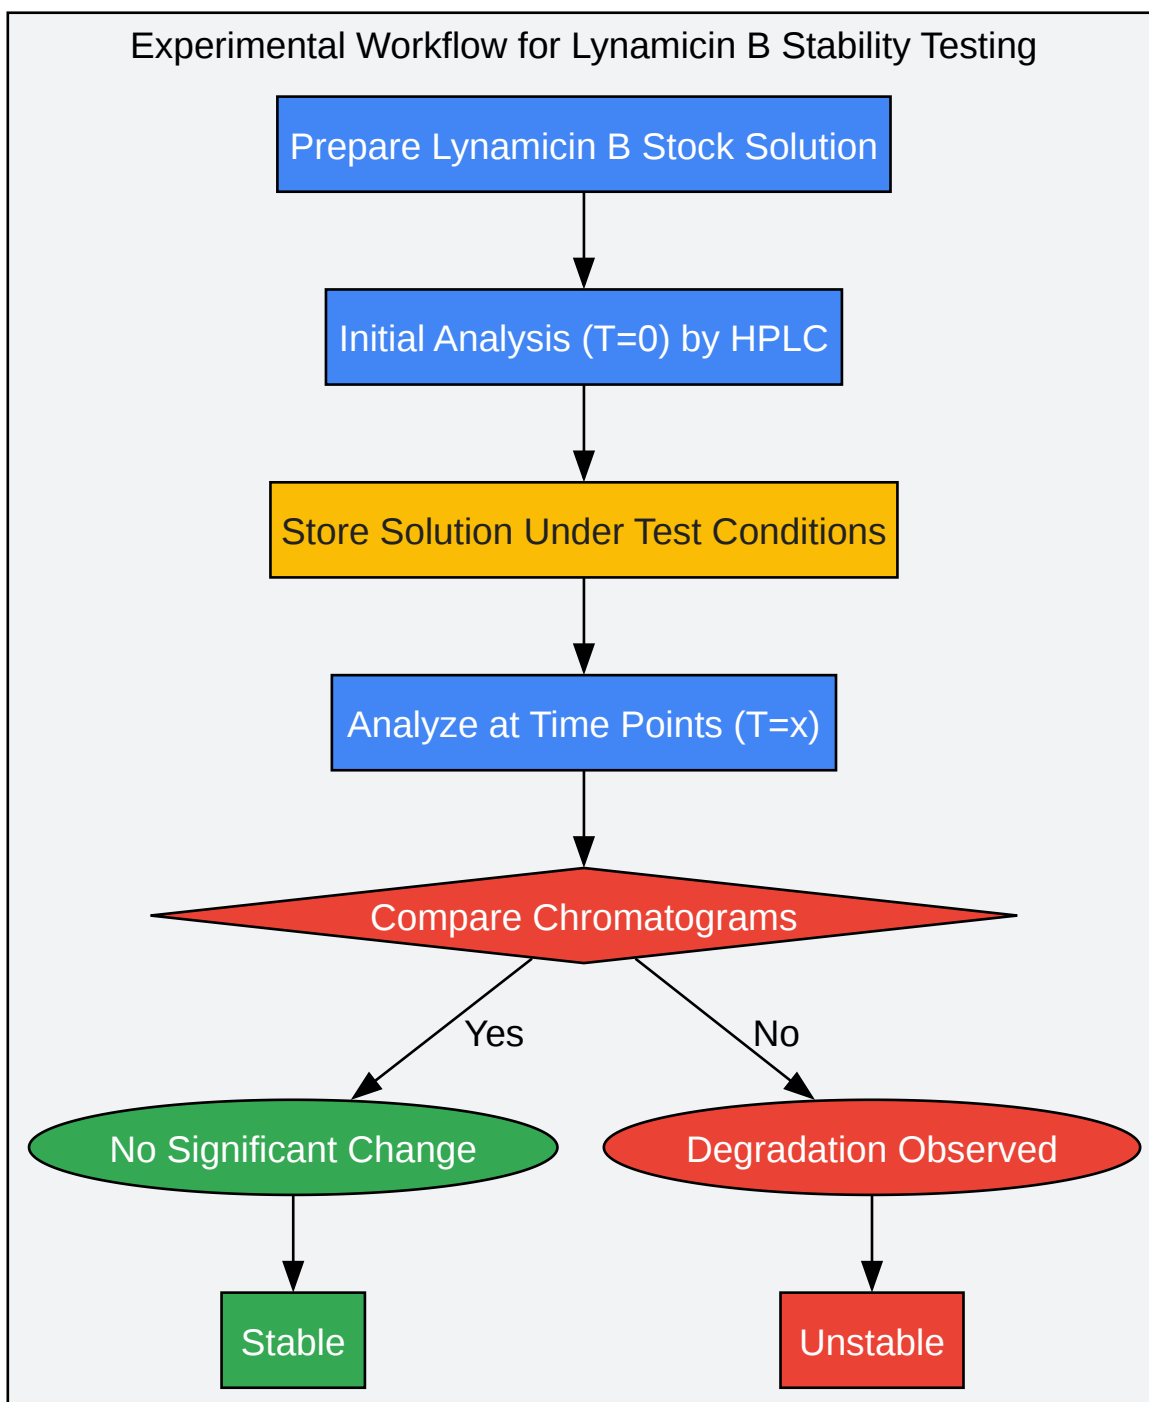 Experimental Workflow for Lynamicin B Stability Testing
Prepare Lynamicin B Stock Solution
Initial Analysis (T=0) by HPLC
Store Solution Under Test Conditions
Analyze at Time Points (T=x)
Compare Chromatograms
Yes
No
No Significant Change
Degradation Observed
Stable
Unstable